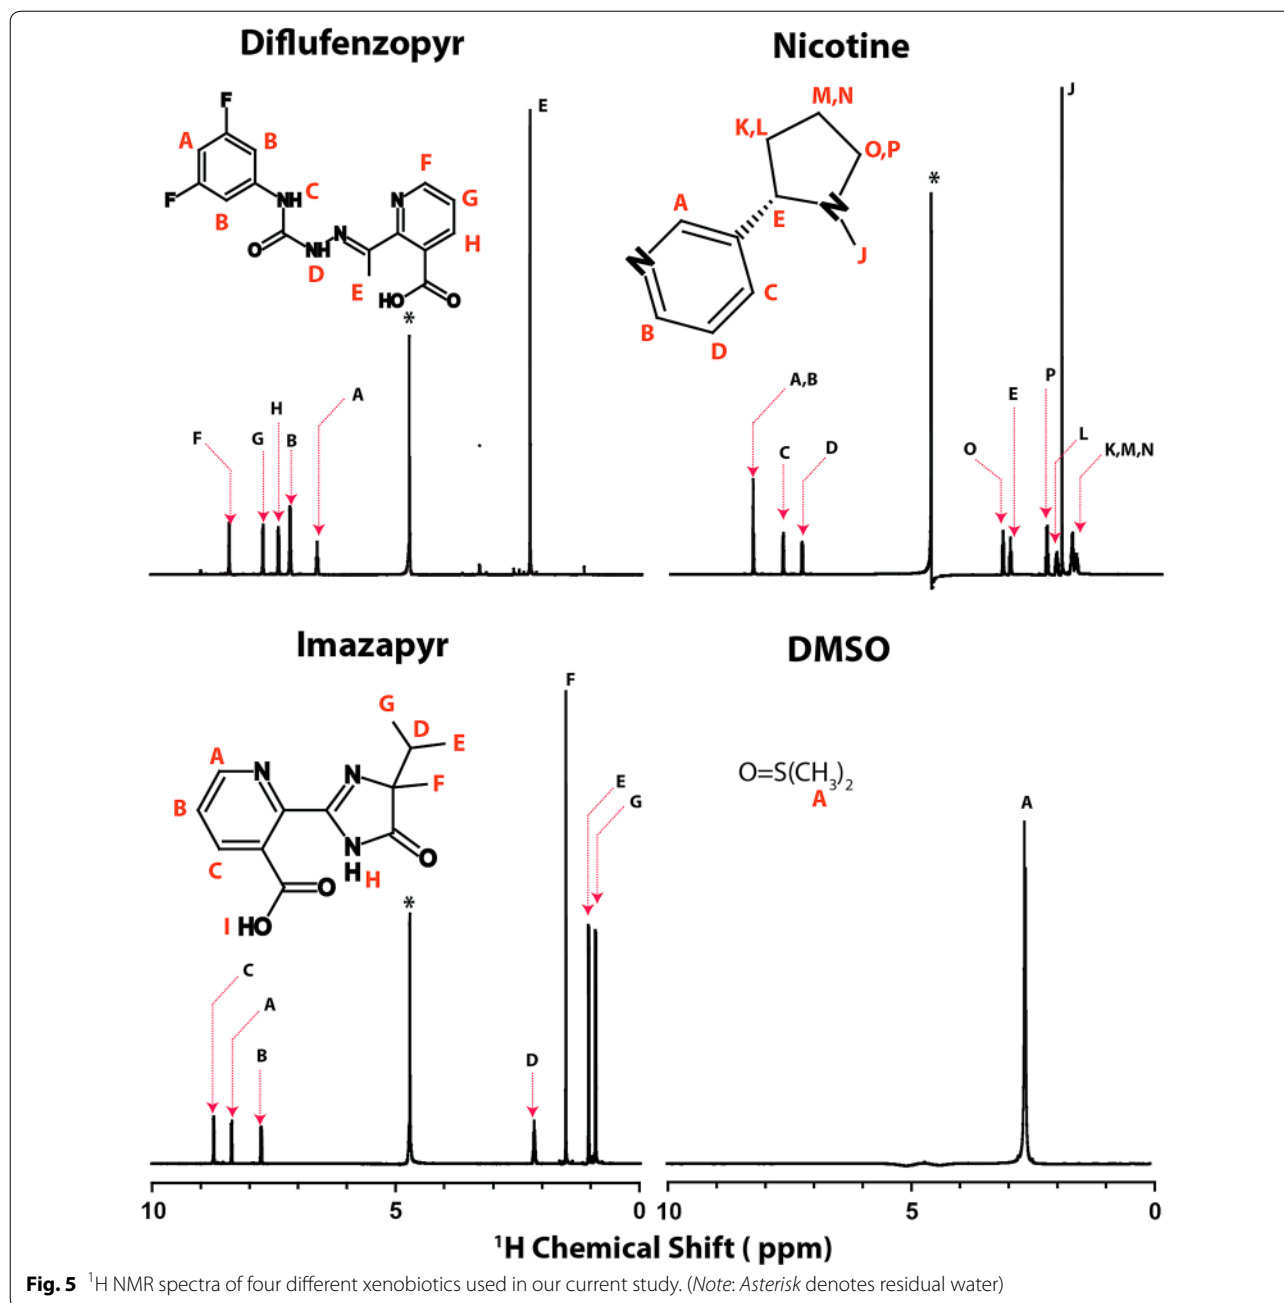 Diflufenzopyr
F
A
B
F
B
NH
C
O
NH
D
N
E
N
F
G
H
HO
O
*
E
F
G
H
B
A
Nicotine
M,N
K,L
O,P
N
E
J
A
N
B
C
D
*
J
A,B
C
D
O
E
P
L
K,M,N
Imazapyr
G
D
E
F
A
N
B
C
N
N
H
H
O
O
I HO
*
C
A
B
D
F
E
G
10
5
0
DMSO
O=S(CH₃)₂
A
A
10
5
0
¹H Chemical Shift ( ppm)
Fig. 5 ¹H NMR spectra of four different xenobiotics used in our current study. (Note: Asterisk denotes residual water)